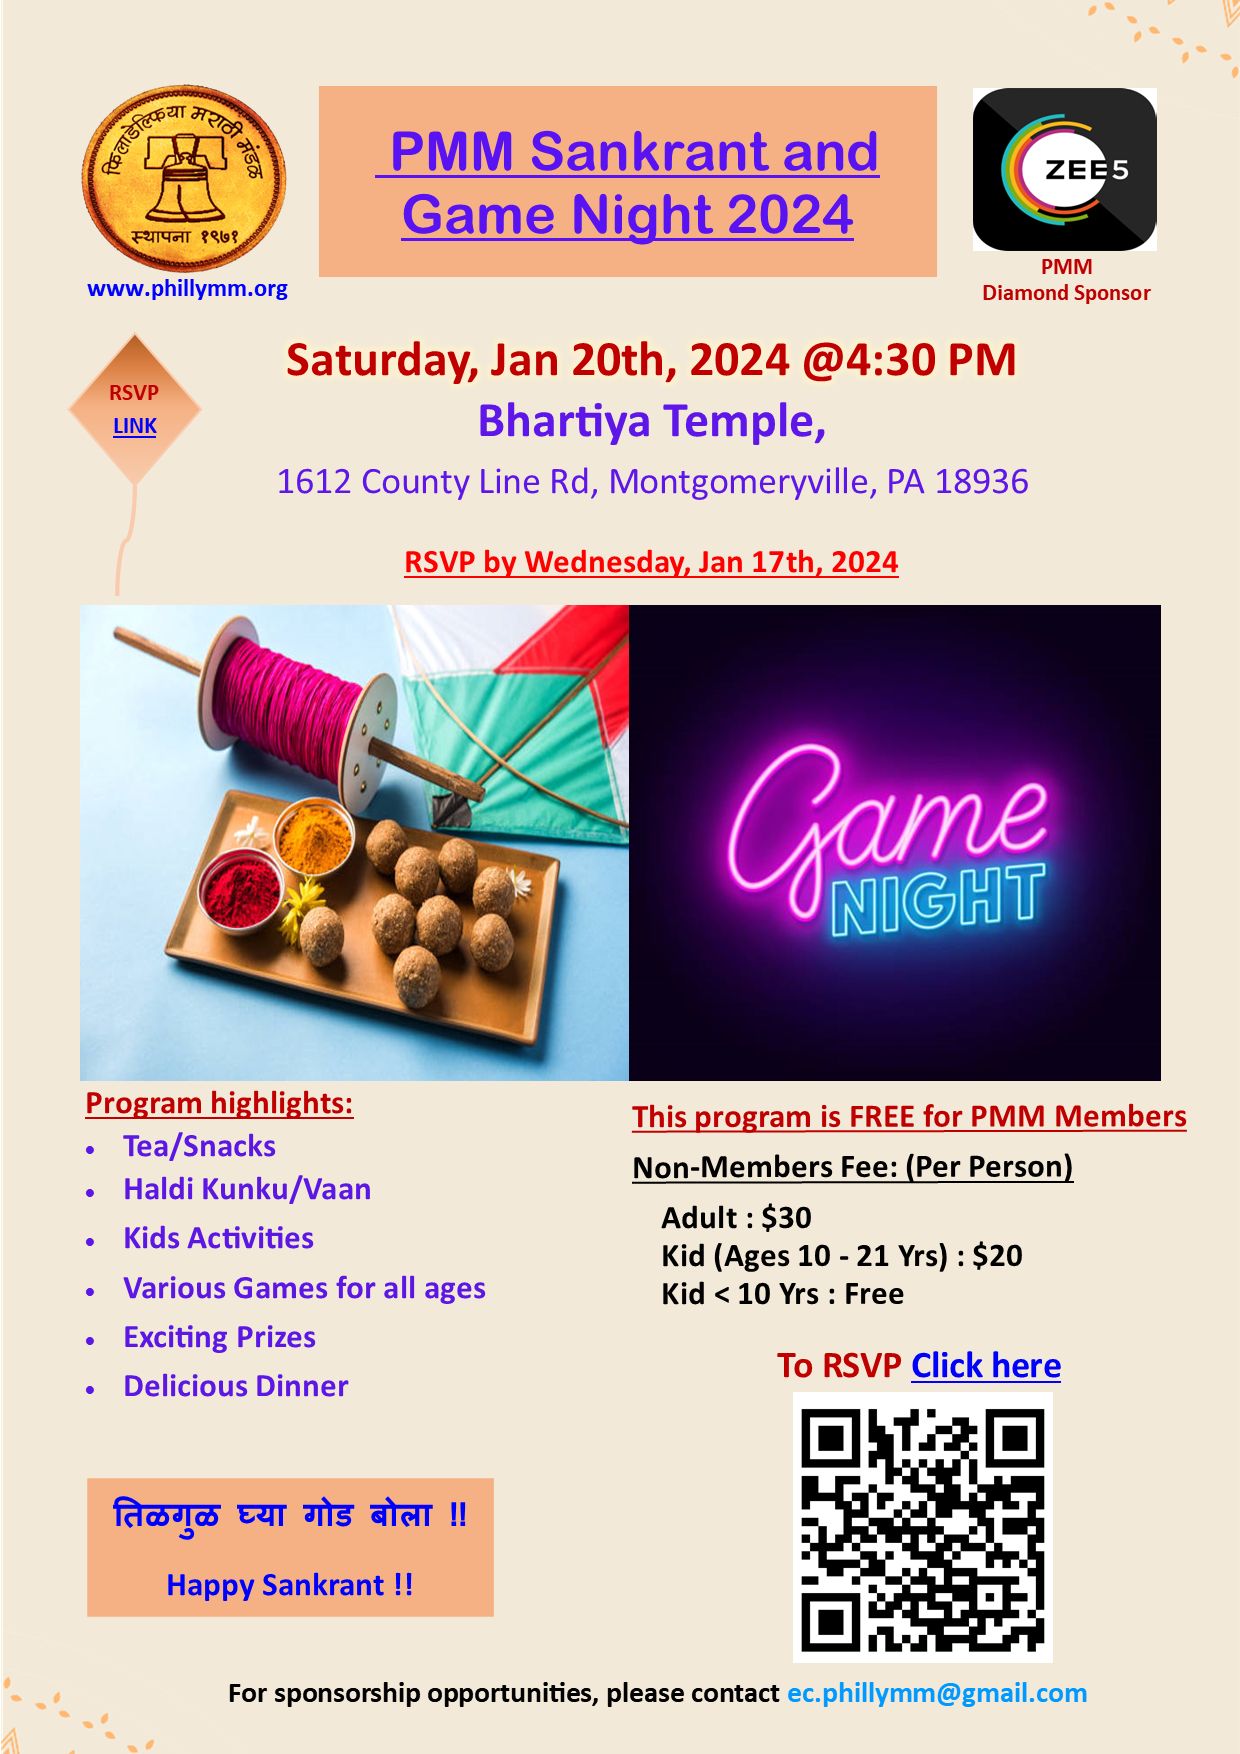 फिलाडेल्फिया मराठी मंडळ
स्थापना १९७१
www.phillymm.org
PMM Sankrant and
Game Night 2024
ZEE5
PMM
Diamond Sponsor
RSVP
LINK
Saturday, Jan 20th, 2024 @4:30 PM
Bhartiya Temple,
1612 County Line Rd, Montgomeryville, PA 18936
RSVP by Wednesday, Jan 17th, 2024
Game
NIGHT
Program highlights:
• Tea/Snacks
• Haldi Kunku/Vaan
• Kids Activities
• Various Games for all ages
• Exciting Prizes
• Delicious Dinner
This program is FREE for PMM Members
Non-Members Fee: (Per Person)
Adult : $30
Kid (Ages 10 - 21 Yrs) : $20
Kid < 10 Yrs : Free
To RSVP Click here
तिळगुळ घ्या गोड बोला !!
Happy Sankrant !!
For sponsorship opportunities, please contact ec.phillymm@gmail.com